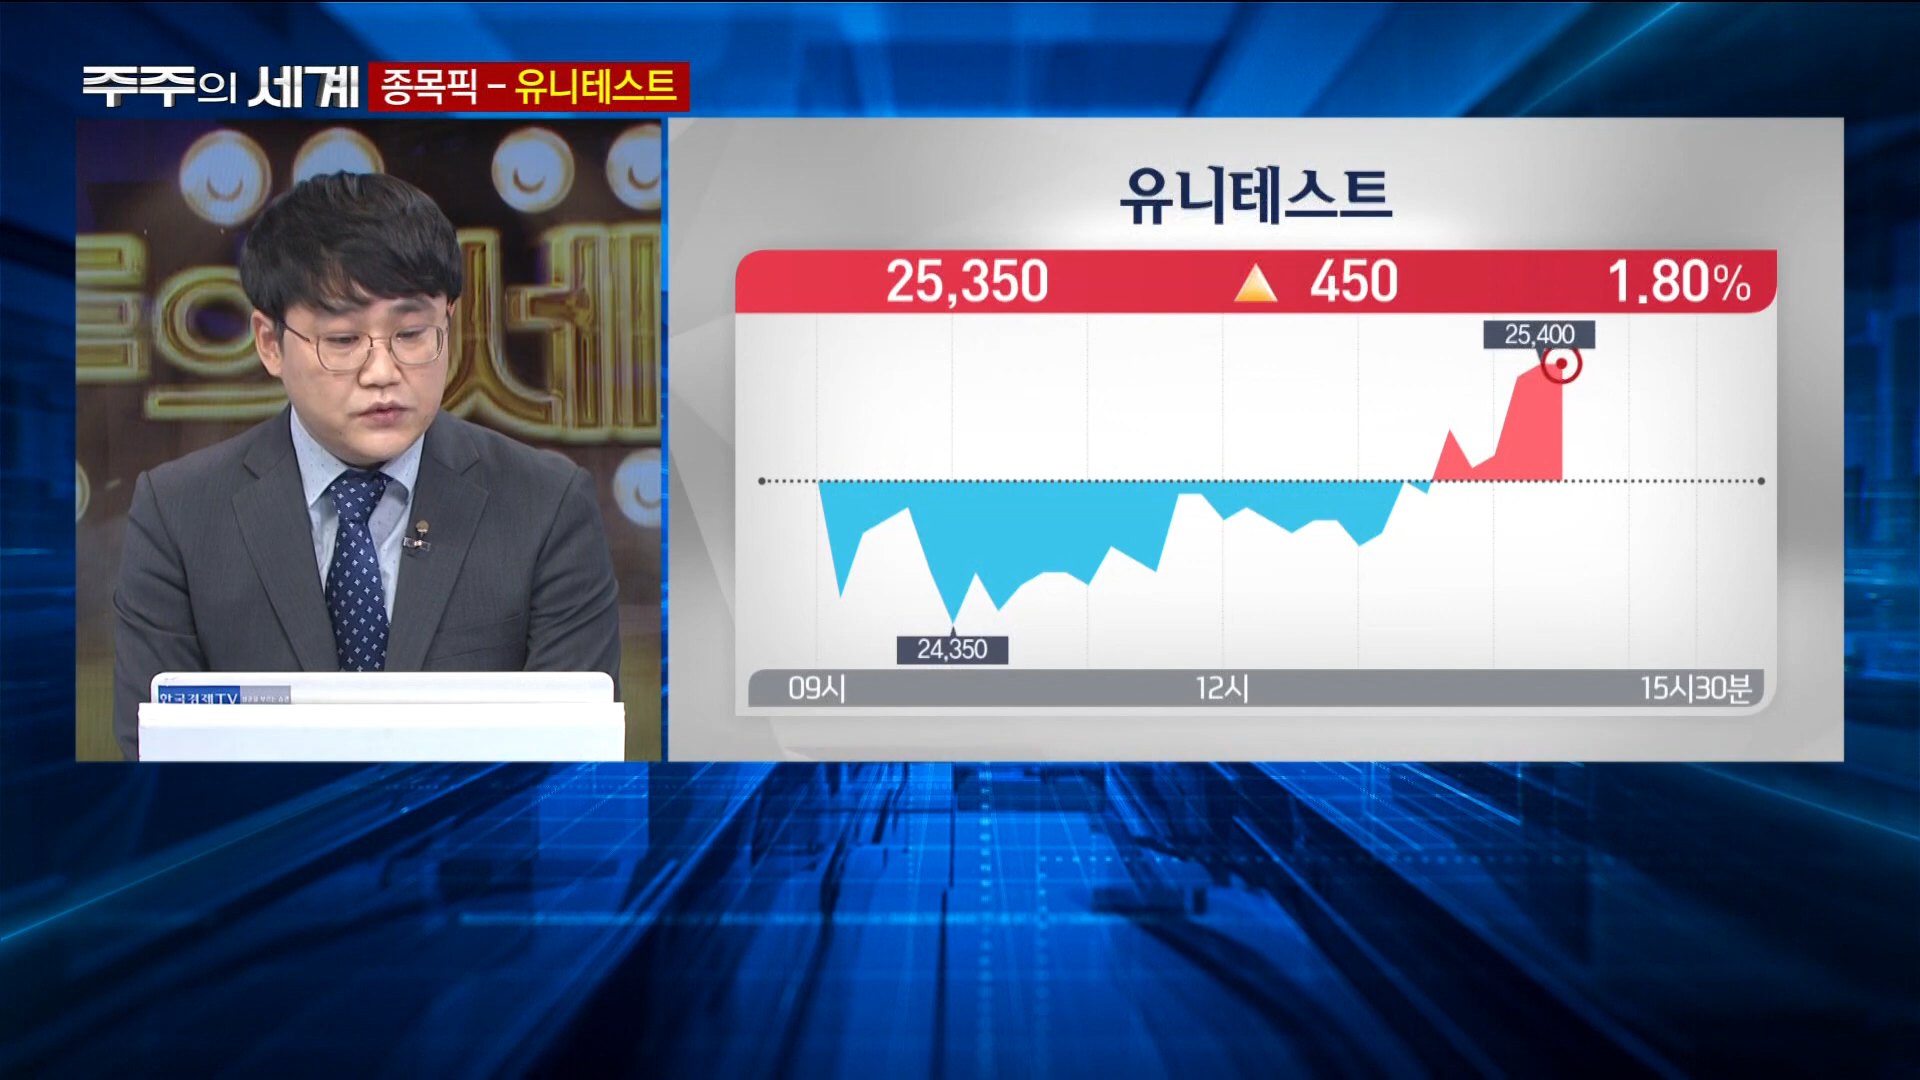 주주의 세계 종목픽 - 유니테스트
유니테스트
25,350 ▲ 450 1.80%
25,400
24,350
09시 12시 15시30분
한국경제TV